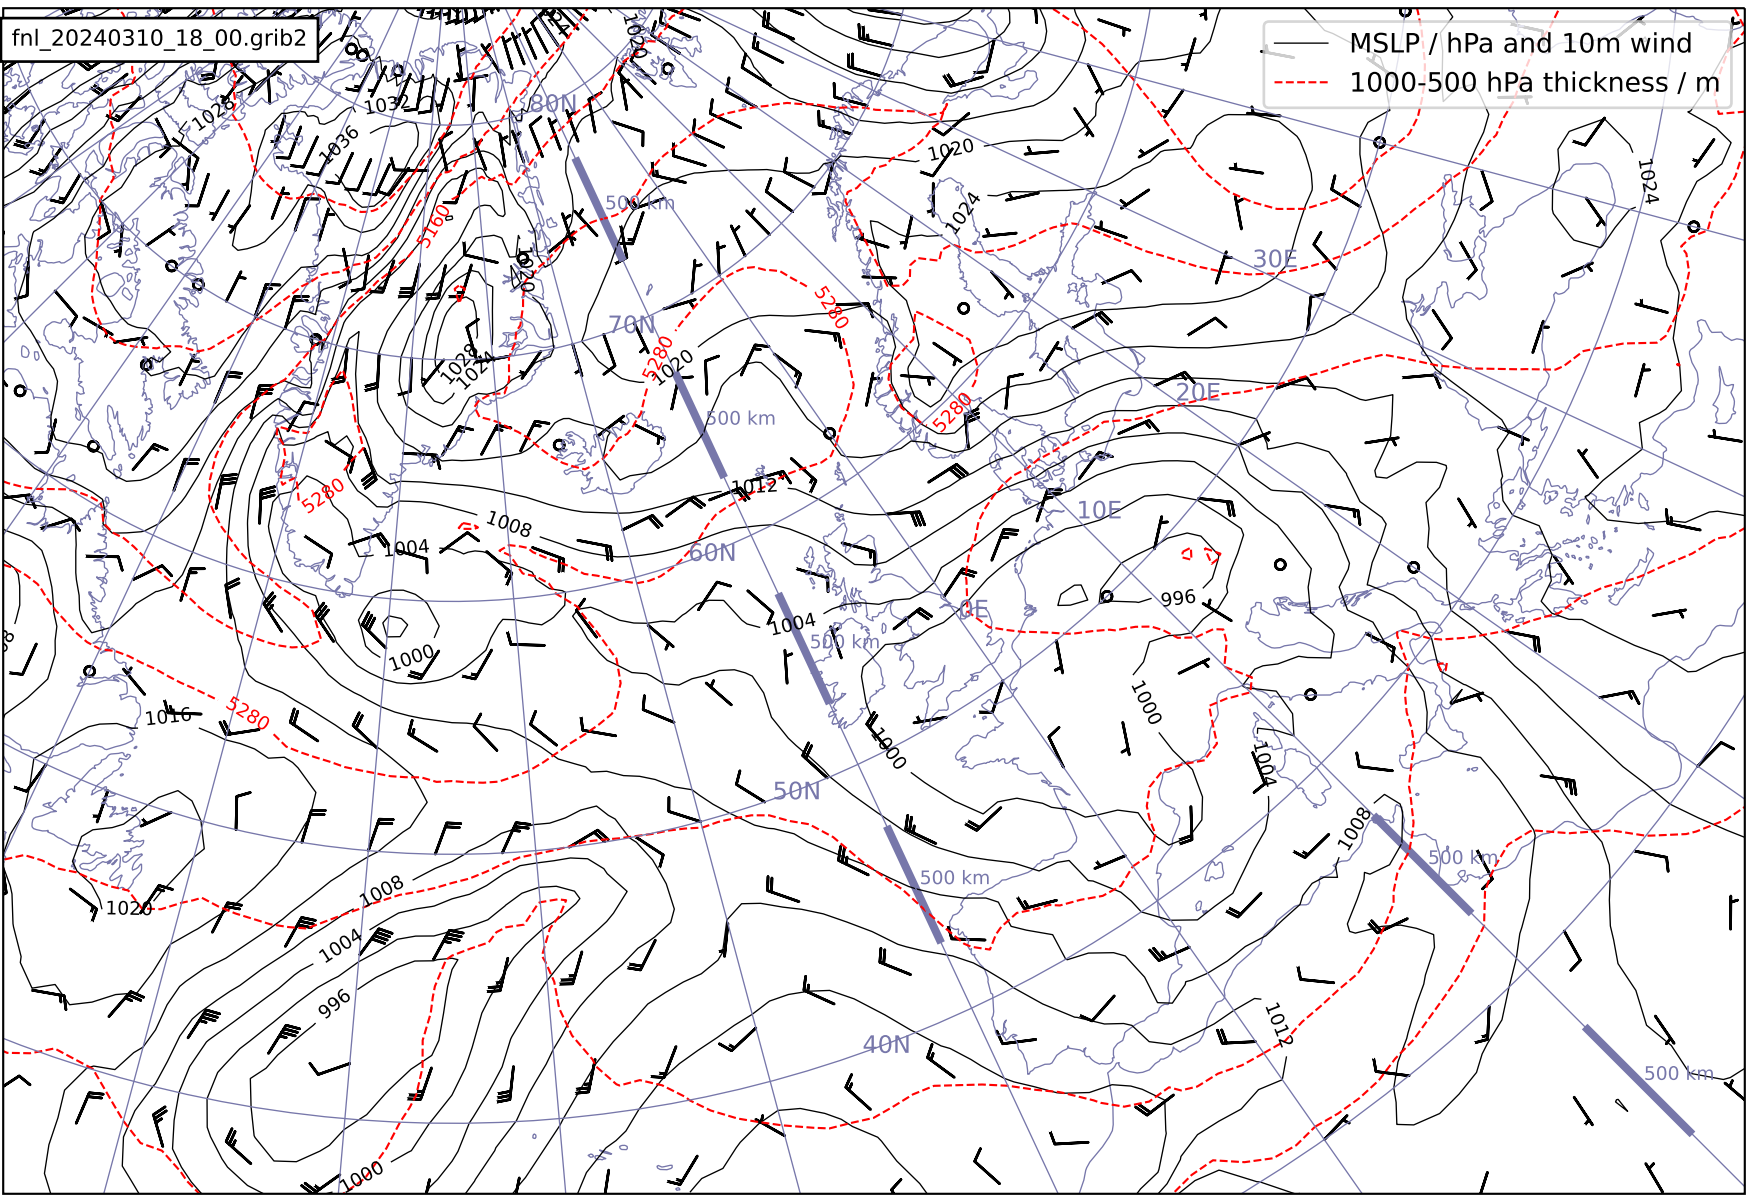 fnl_20240310_18_00.grib2
MSLP / hPa and 10m wind
1000-500 hPa thickness / m
1028
1032
1036
80N
1020
1024
1024
500 km
5160
1020
30E
5280
70N
5280
1020
1028
1024
20E
5280
500 km
5280
1012
10E
1008
1004
60N
996
0E
1004
500 km
1000
1000
5280
1016
1000
1004
50N
1008
500 km
500 km
1008
1020
1004
996
1012
40N
500 km
1000